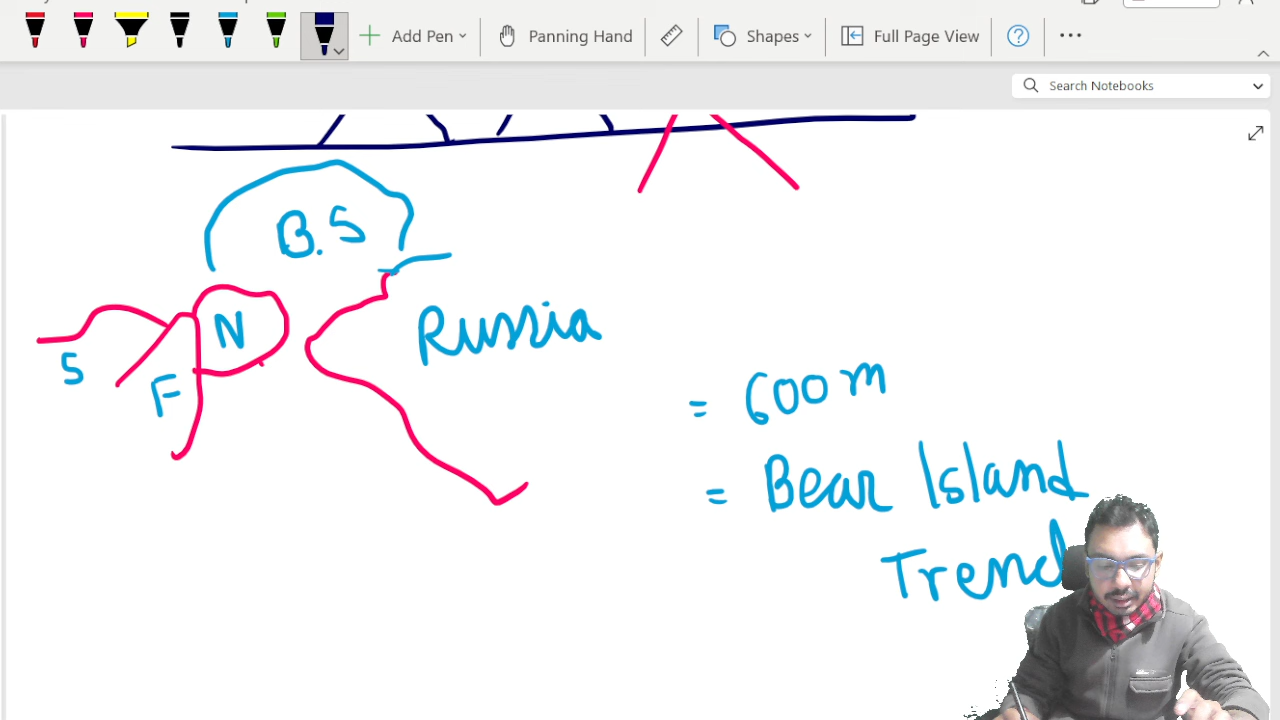 Add Pen
Panning Hand
Shapes
Full Page View
Search Notebooks
B.S
N
S
F
Russia
= 600m
= Bear Island
Trend